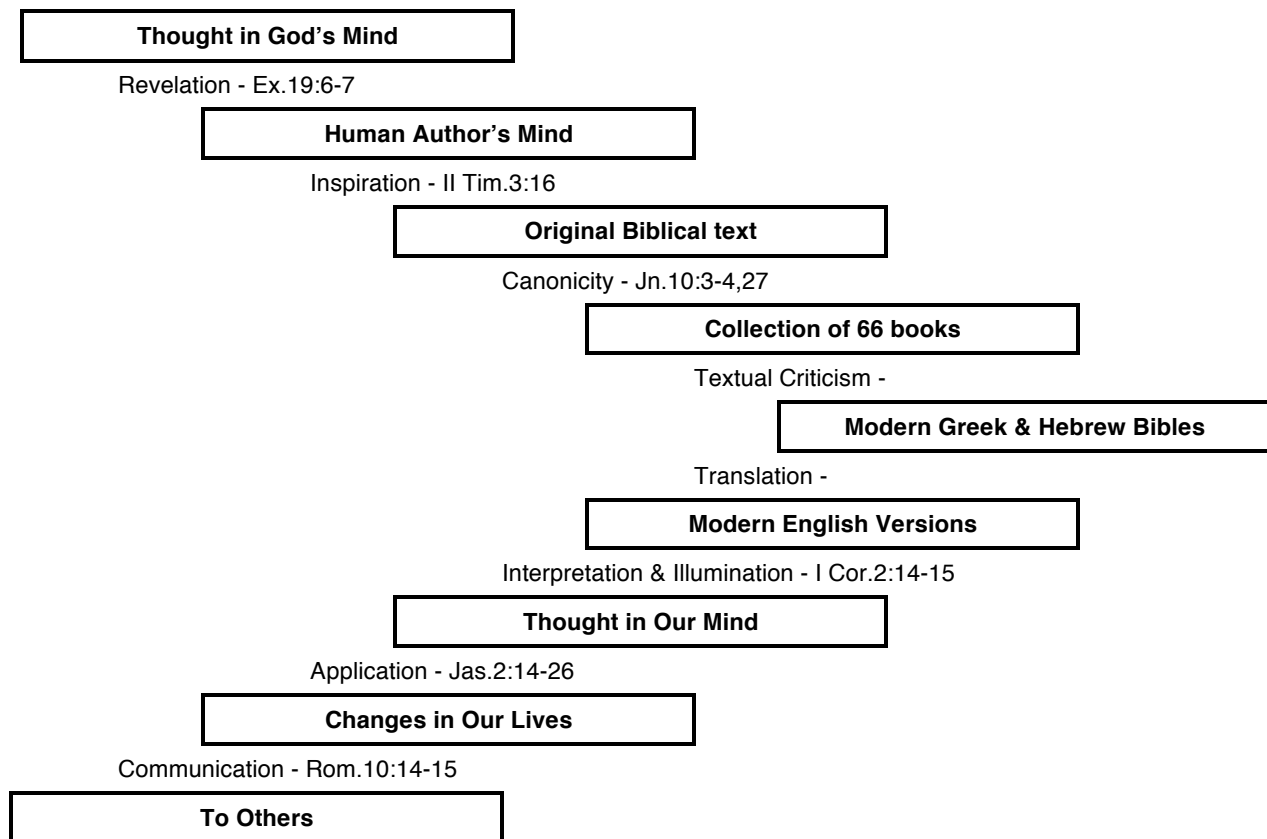 Thought in God’s Mind
Revelation - Ex.19:6-7
Human Author’s Mind
Inspiration - II Tim.3:16
Original Biblical text
Canonicity - Jn.10:3-4,27
Collection of 66 books
Textual Criticism -
Modern Greek & Hebrew Bibles
Translation -
Modern English Versions
Interpretation & Illumination - I Cor.2:14-15
Thought in Our Mind
Application - Jas.2:14-26
Changes in Our Lives
Communication - Rom.10:14-15
To Others